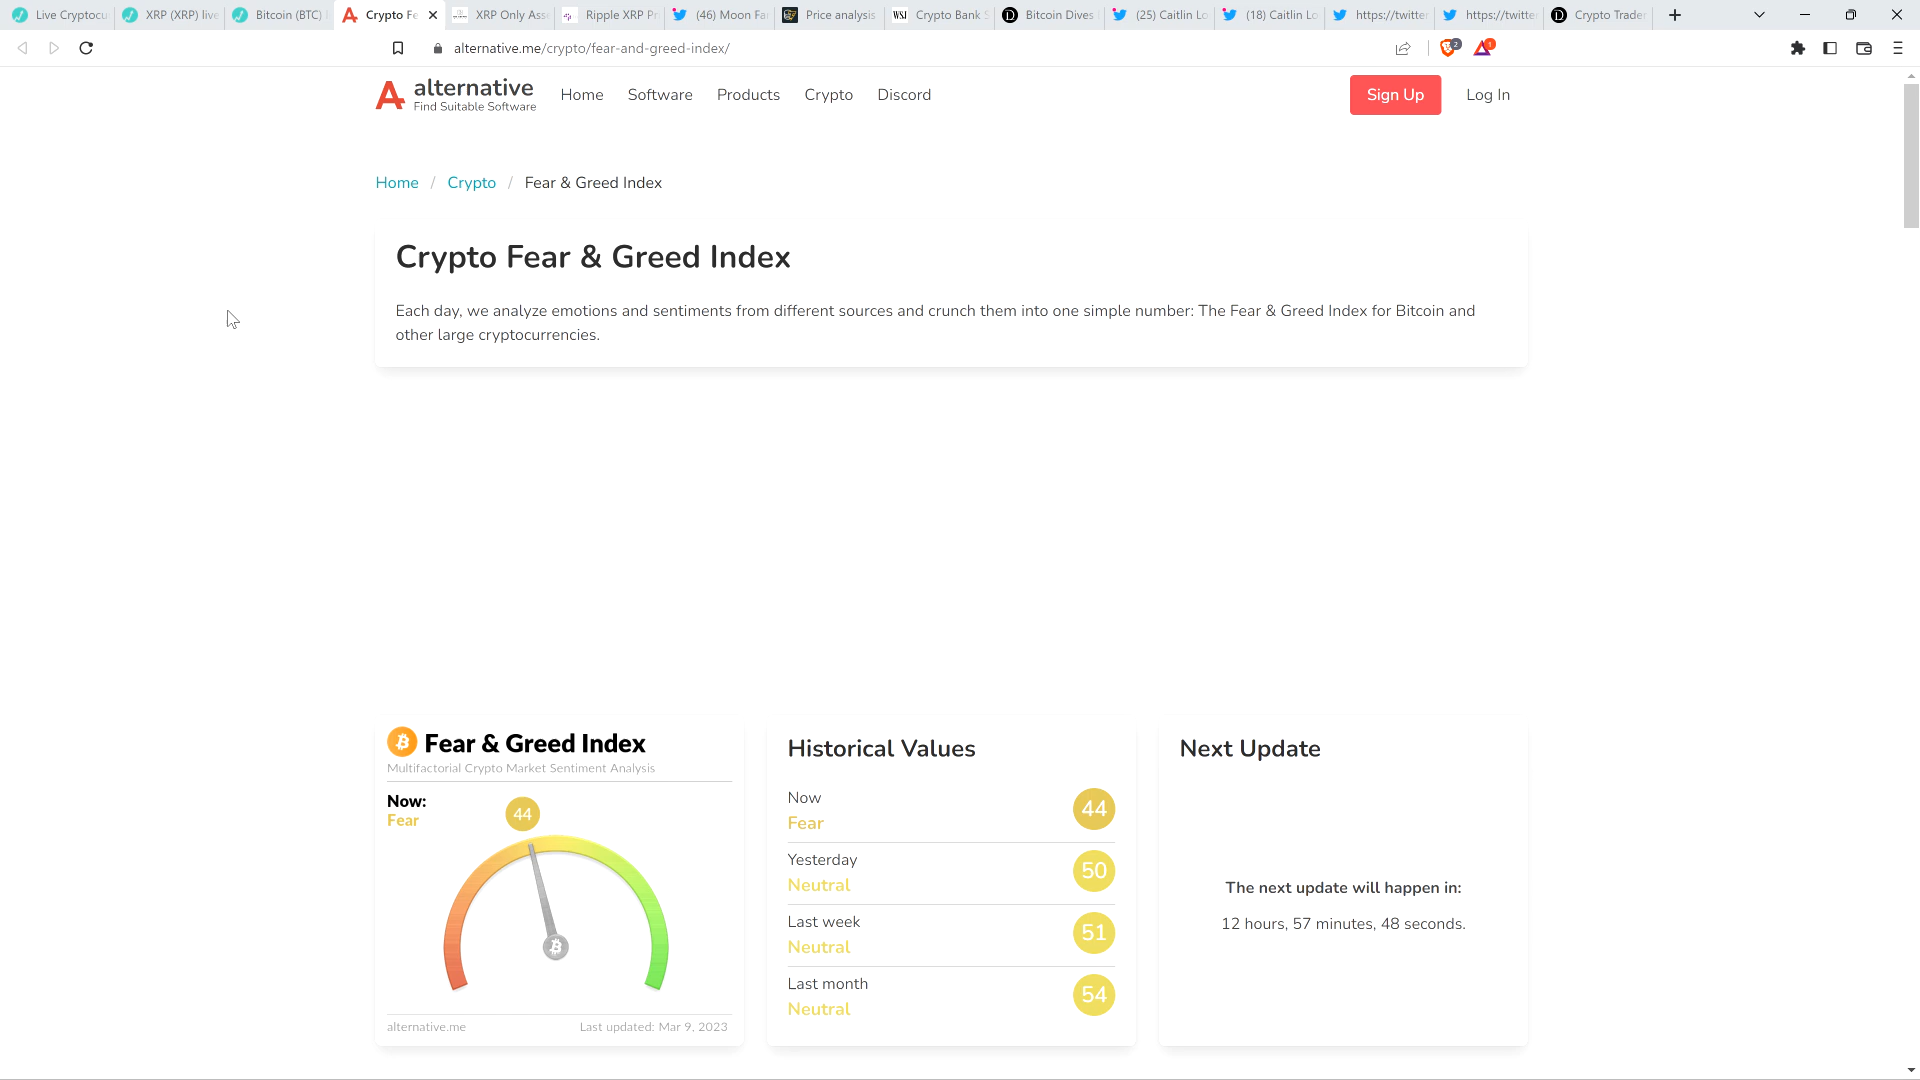 Live Cryptocu
XRP (XRP) live
Bitcoin (BTC)
Crypto Fe
XRP Only Ass
Ripple XRP Pr
(46) Moon Fa
Price analysis
WSJ
Crypto Bank S
Bitcoin Dives
(25) Caitlin Lo
(18) Caitlin Lo
https://twitter
https://twitte
Crypto Trader
alternative.me/crypto/fear-and-greed-index/
2
1
alternative
Find Suitable Software
Home
Software
Products
Crypto
Discord
Sign Up
Log In
Home / Crypto / Fear & Greed Index
Crypto Fear & Greed Index
Each day, we analyze emotions and sentiments from different sources and crunch them into one simple number: The Fear & Greed Index for Bitcoin and
other large cryptocurrencies.
Fear & Greed Index
Multifactorial Crypto Market Sentiment Analysis
Now:
Fear
44
alternative.me
Last updated: Mar 9, 2023
Historical Values
Now
Fear
44
Yesterday
Neutral
50
Last week
Neutral
51
Last month
Neutral
54
Next Update
The next update will happen in:
12 hours, 57 minutes, 48 seconds.